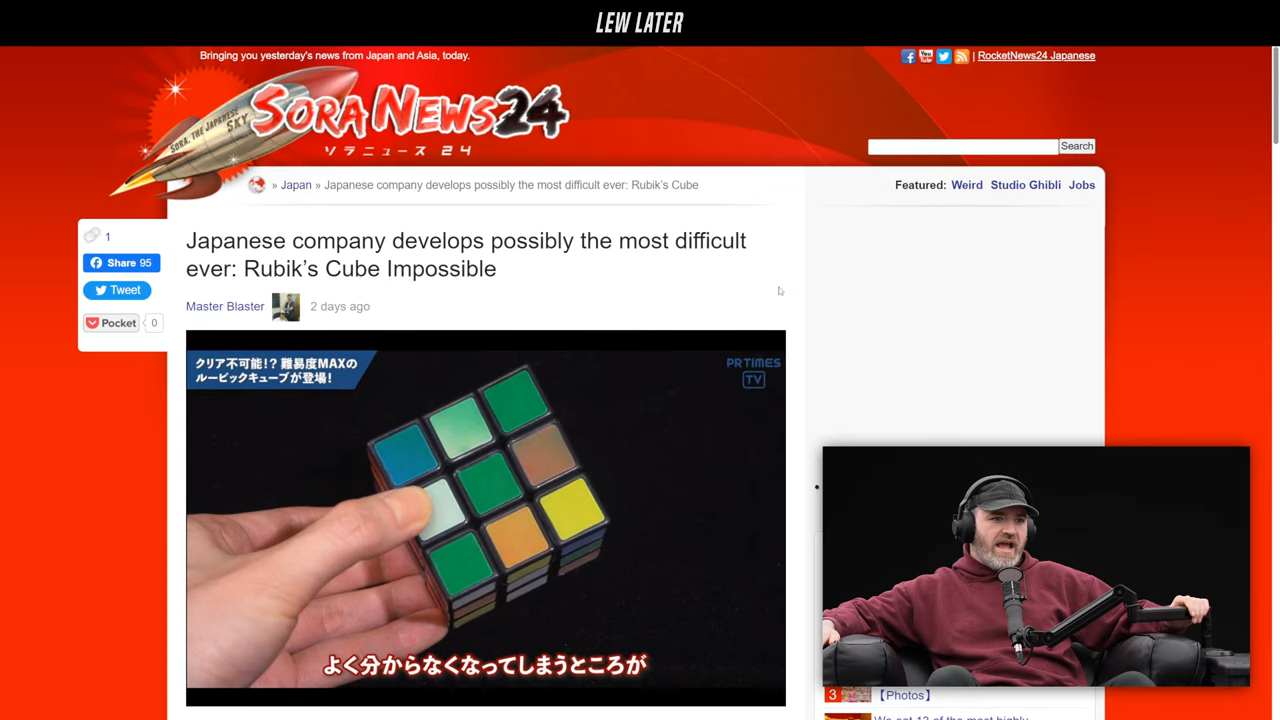 LEW LATER
Bringing you yesterday's news from Japan and Asia, today.
| RocketNews24 Japanese
SORA, THE JAPANESE SKY
SORA NEWS24
ソラニュース 24
Search
» Japan » Japanese company develops possibly the most difficult ever: Rubik's Cube
Featured: Weird Studio Ghibli Jobs
1
Share 95
Tweet
Pocket 0
Japanese company develops possibly the most difficult
ever: Rubik's Cube Impossible
Master Blaster 2 days ago
クリア不可能!? 難易度MAXの
ルービックキューブが登場!
PR TIMES
TV
よく分からなくなってしまうところが
3 【Photos】